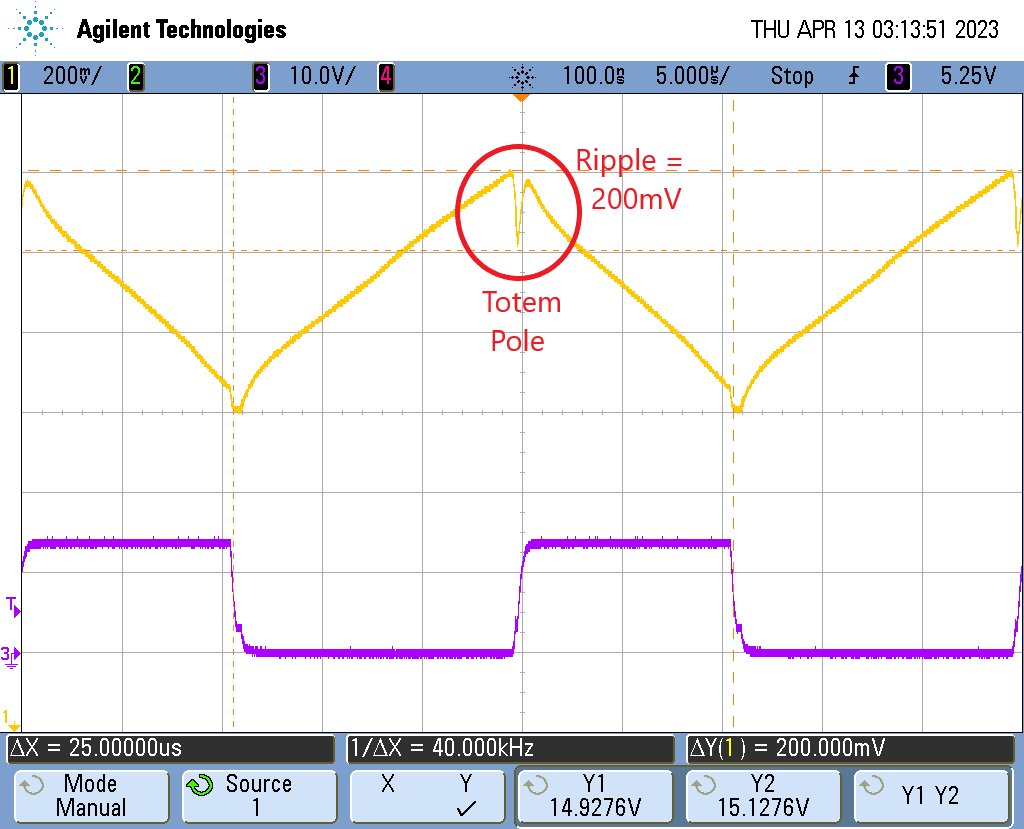 Agilent Technologies
THU APR 13 03:13:51 2023
1 200mV/ 2 3 10.0V/ 4 100.0s 5.000s/ Stop 3 5.25V
Ripple =
200mV
Totem
Pole
T
3
1
ΔX = 25.00000us
1/ΔX = 40.000kHz
ΔY(1) = 200.000mV
Mode
Manual
Source
1
X Y
✓
Y1
14.9276V
Y2
15.1276V
Y1 Y2